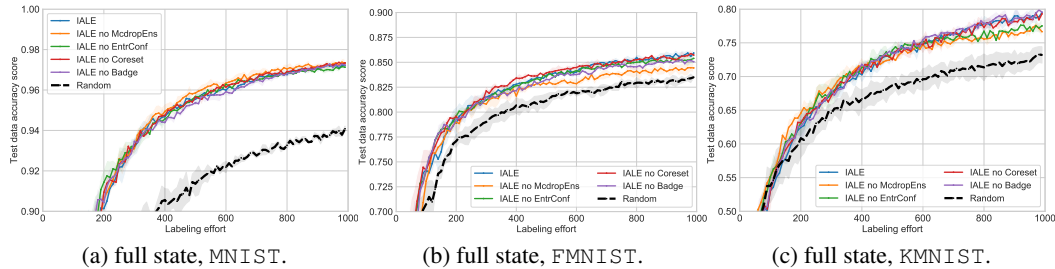 1.00
0.98
0.96
0.94
0.92
0.90
Test data accuracy score
IALE
IALE no McdropEns
IALE no EntrConf
IALE no Coreset
IALE no Badge
Random
0 200 400 600 800 1000
Labeling effort
(a) full state, MNIST.
0.900
0.875
0.850
0.825
0.800
0.775
0.750
0.725
0.700
Test data accuracy score
IALE
IALE no McdropEns
IALE no EntrConf
IALE no Coreset
IALE no Badge
Random
0 200 400 600 800 1000
Labeling effort
(b) full state, FMNIST.
0.80
0.75
0.70
0.65
0.60
0.55
0.50
Test data accuracy score
IALE
IALE no McdropEns
IALE no EntrConf
IALE no Coreset
IALE no Badge
Random
0 200 400 600 800 1000
Labeling effort
(c) full state, KMNIST.